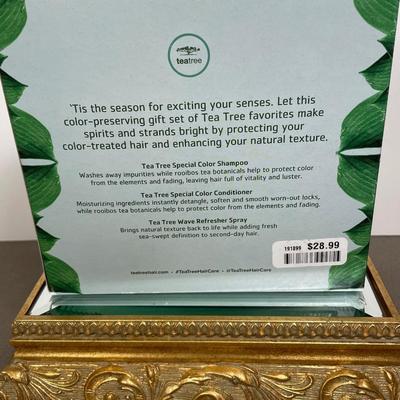 teatree
'Tis the season for exciting your senses. Let this
color-preserving gift set of Tea Tree favorites make
spirits and strands bright by protecting your
color-treated hair and enhancing your natural texture.
Tea Tree Special Color Shampoo
Washes away impurities while rooibos tea botanicals help to protect color
from the elements and fading, leaving hair full of vitality and luster.
Tea Tree Special Color Conditioner
Moisturizing ingredients instantly detangle, soften and smooth worn-out locks,
while rooibos tea botanicals help to protect color from the elements and fading.
Tea Tree Wave Refresher Spray
Brings natural texture back to life while adding fresh
sea-swept definition to second-day hair.
191899 $28.99
teatreehair.com • #TeaTreeHairCare • @TeaTreeHairCare